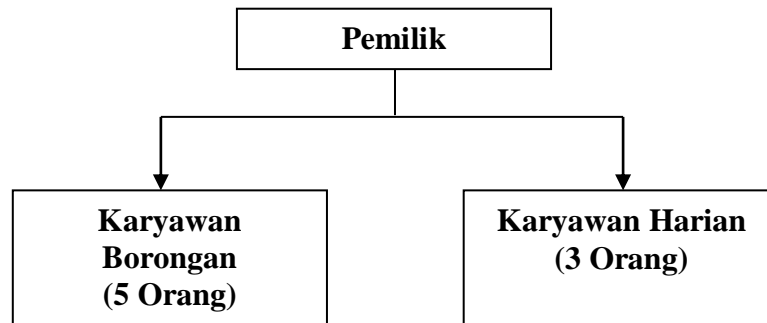 Pemilik
Karyawan
Borongan
(5 Orang)
Karyawan Harian
(3 Orang)